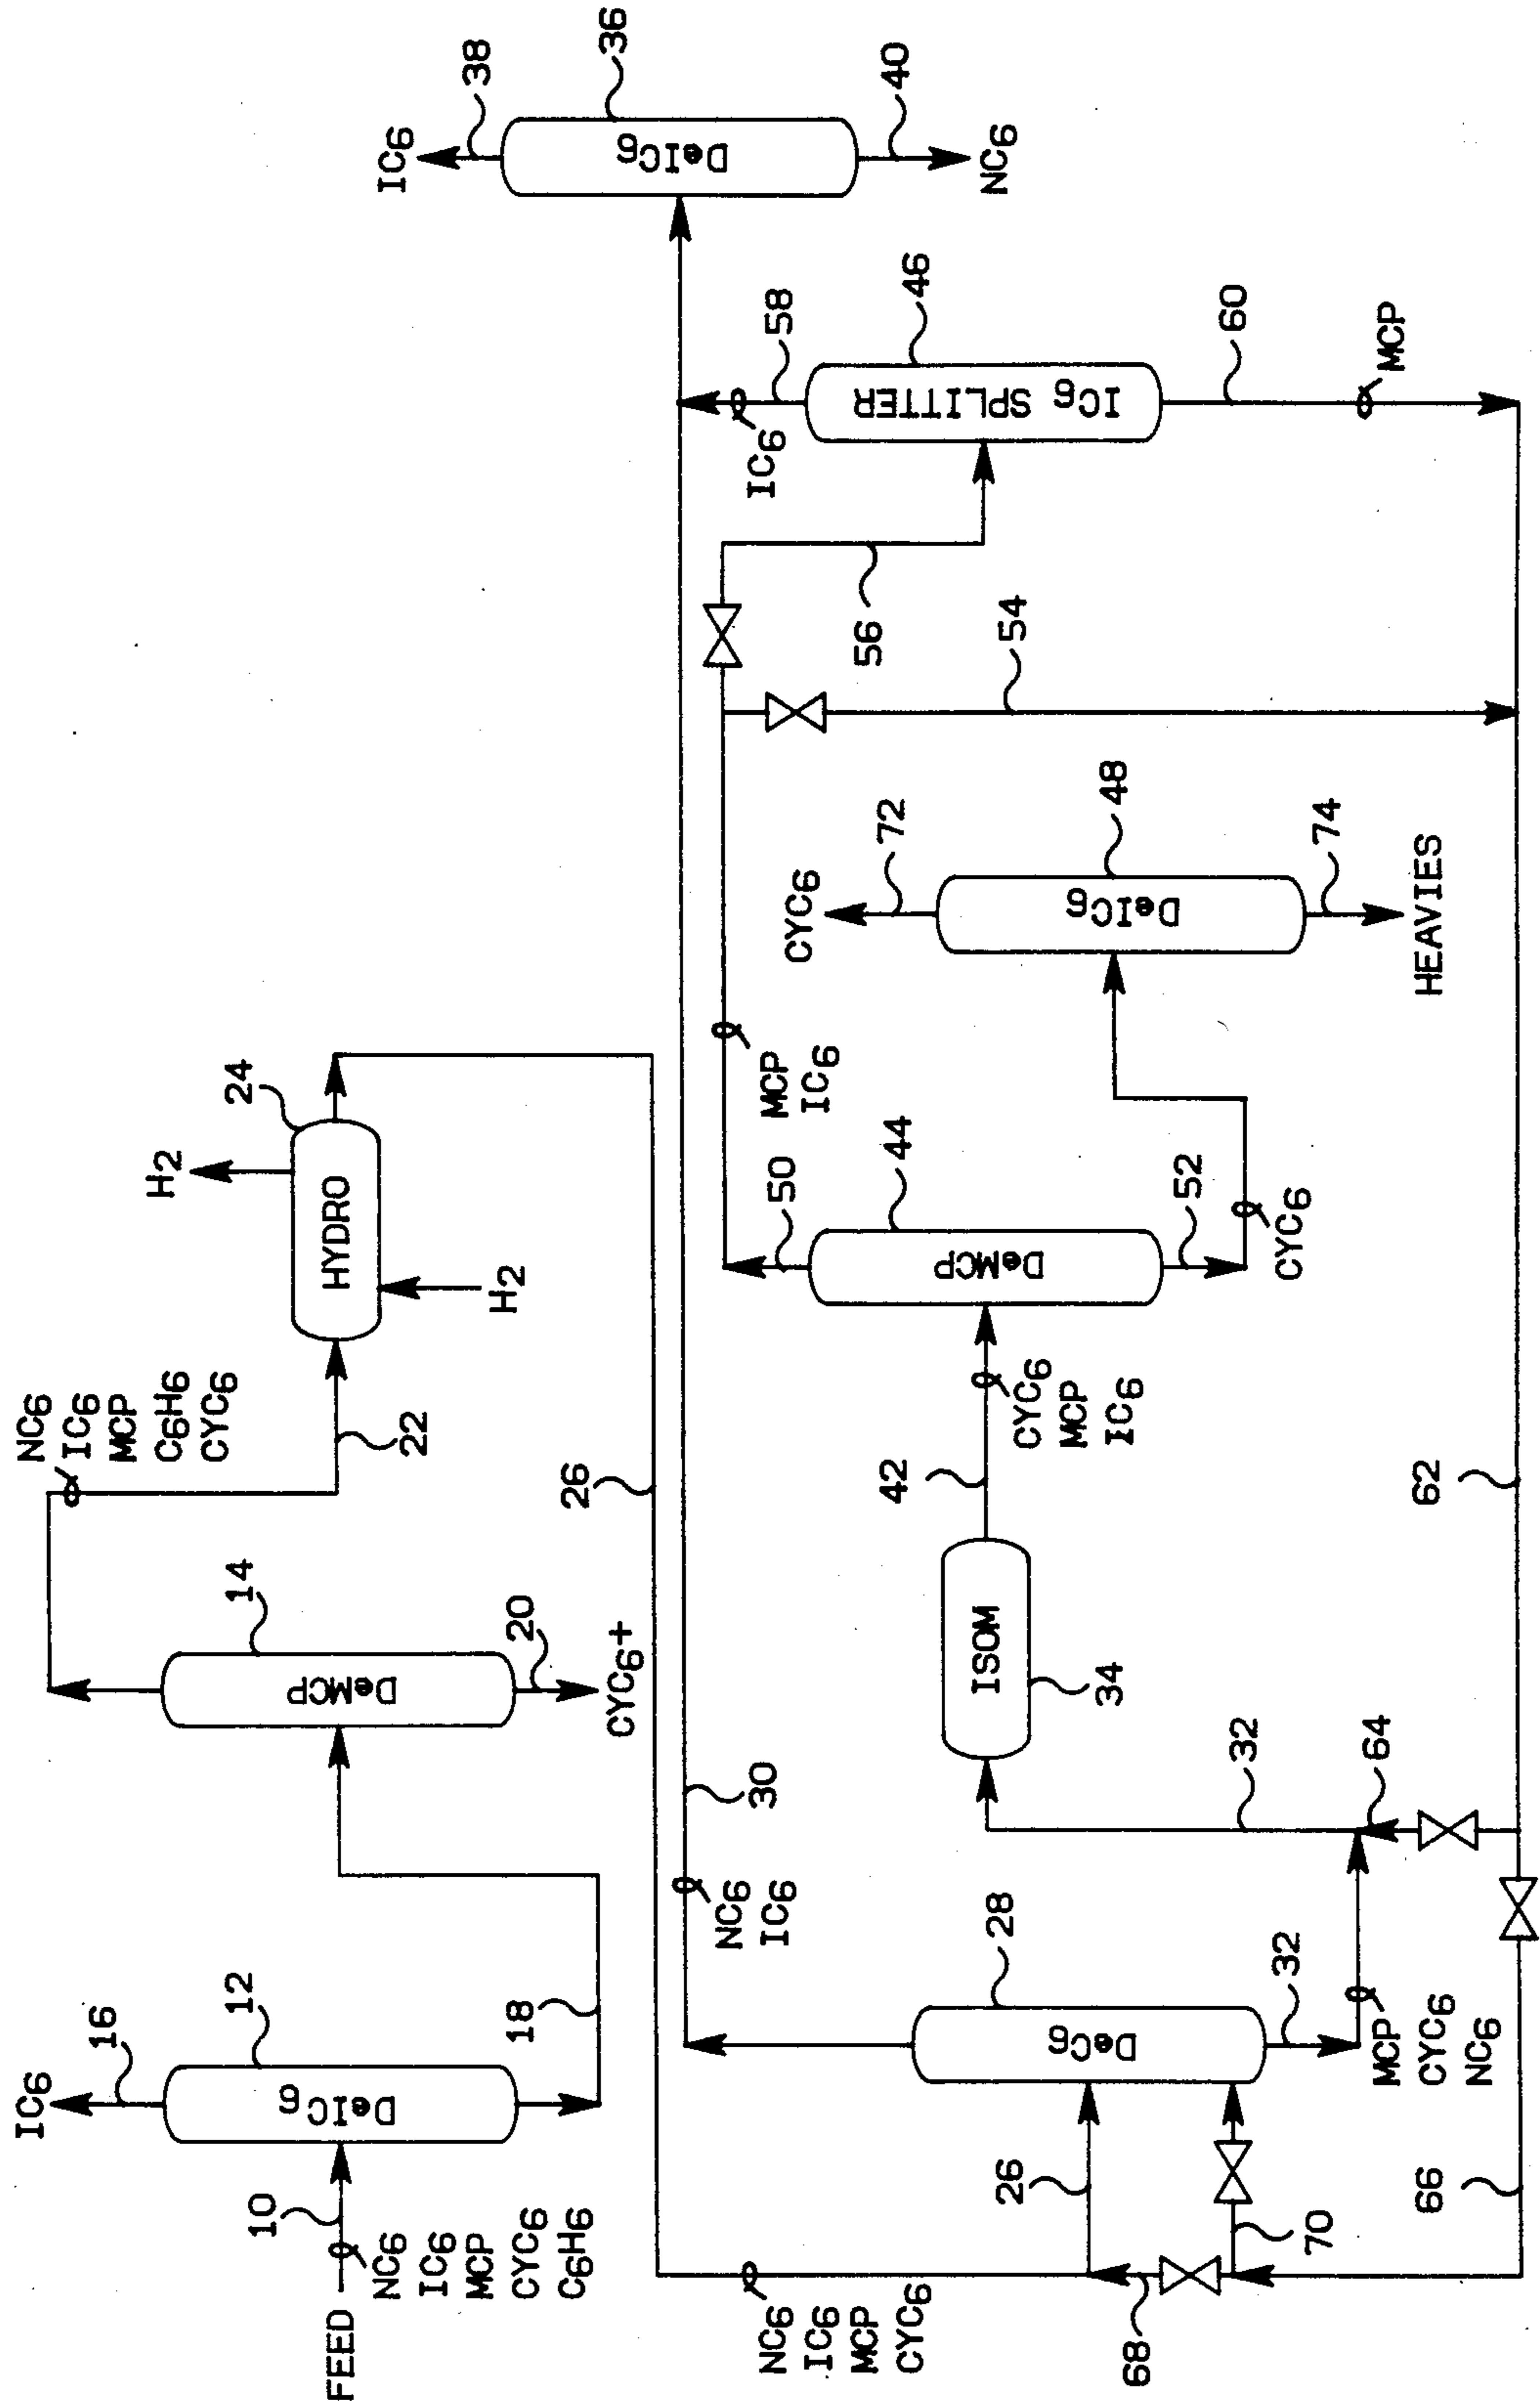 FEED
10
NC6
IC6
MCP
CYC6
C6H6
IC6
16
DeIC6
12
18
DeMCP
14
20
CYC6+
NC6
IC6
MCP
C6H6
CYC6
22
HYDRO
24
H2
H2
26
NC6
IC6
MCP
CYC6
26
68
70
66
DeC6
28
30
NC6
IC6
32
MCP
CYC6
NC6
32
64
62
ISOM
34
42
CYC6
MCP
IC6
DeMCP
44
50
MCP
IC6
52
CYC6
DeIC6
48
72
CYC6
74
HEAVIES
54
56
IC6 SPLITTER
46
58
IC6
60
MCP
DeIC6
36
38
IC6
40
NC6